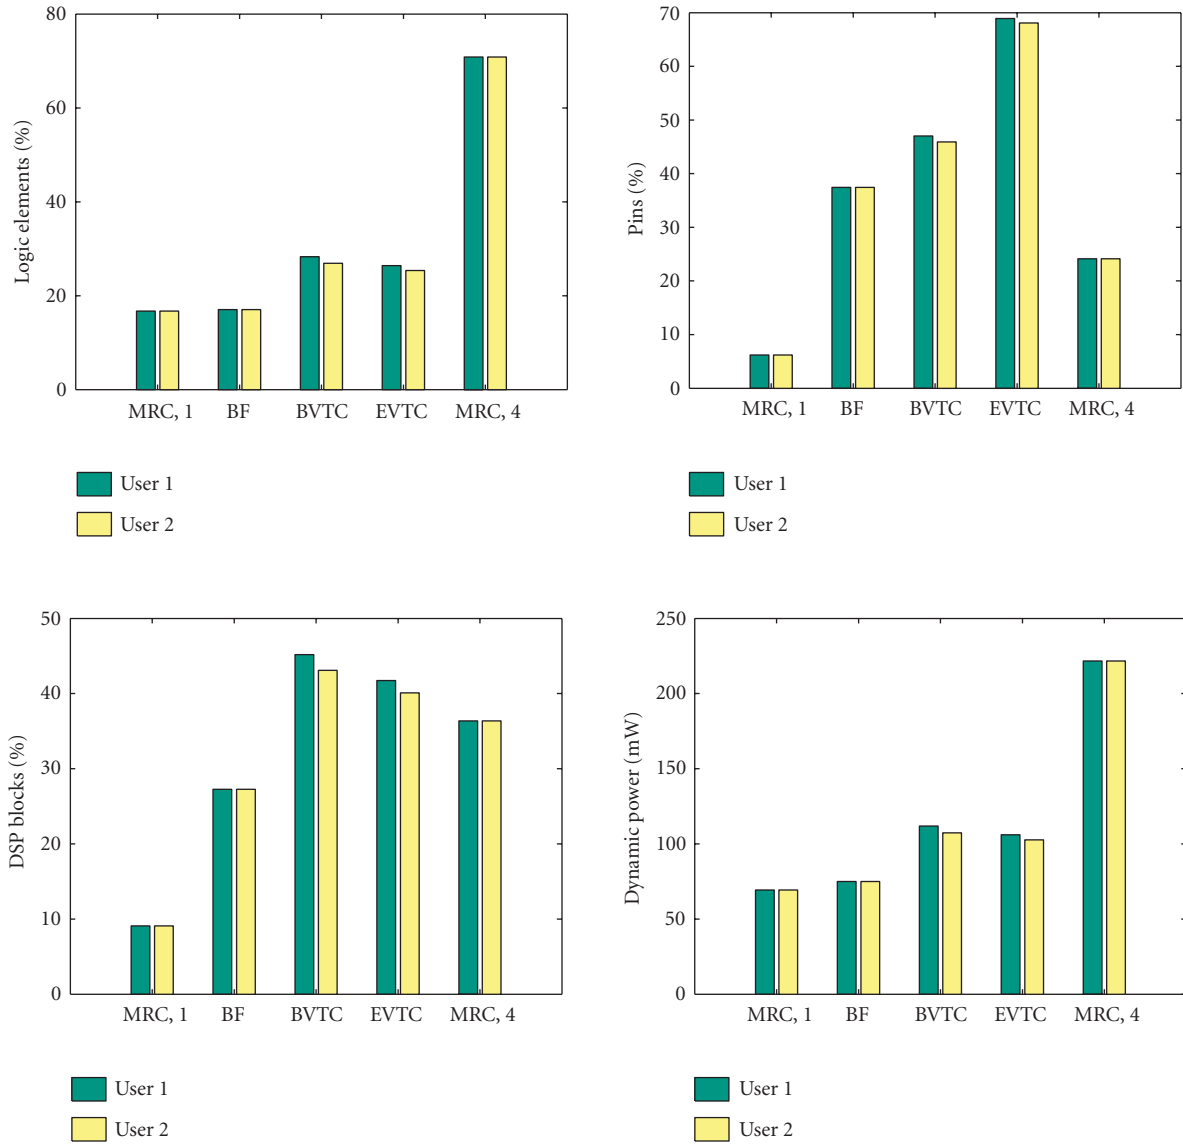 80
60
40
20
0
Logic elements (%)
MRC, 1 BF BVTC EVTC MRC, 4
User 1
User 2
70
60
50
40
30
20
10
0
Pins (%)
MRC, 1 BF BVTC EVTC MRC, 4
User 1
User 2
50
40
30
20
10
0
DSP blocks (%)
MRC, 1 BF BVTC EVTC MRC, 4
User 1
User 2
250
200
150
100
50
0
Dynamic power (mW)
MRC, 1 BF BVTC EVTC MRC, 4
User 1
User 2